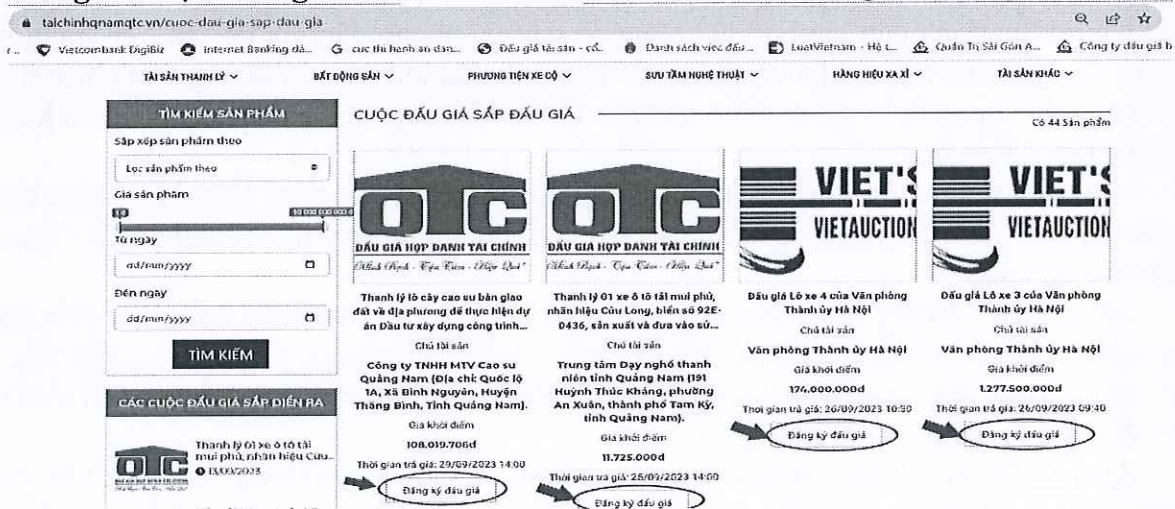 taichinhqnamqtc.vn/cuoc-dau-gia-sap-dau-gia
Vietcombank DigiBiz
Internet Banking dà...
cuc thi hanh an dan...
Đấu giá tài sản - cổ...
Danh sách việc đấu...
LuatVietnam - Hệ t...
Quán Trị Sài Gòn A...
Công ty đấu giá h
TÀI SẢN THANH LÝ
BẤT ĐỘNG SẢN
PHƯƠNG TIỆN XE CỘ
SƯU TẦM NGHỆ THUẬT
HÀNG HIỆU XA XỈ
TÀI SẢN KHÁC
TÌM KIẾM SẢN PHẨM
Sắp xếp sản phẩm theo
Lọc sản phẩm theo
Giá sản phẩm
Từ ngày
dd/mm/yyyy
Đến ngày
dd/mm/yyyy
TÌM KIẾM
CÁC CUỘC ĐẤU GIÁ SẮP DIỄN RA
QTC
Thanh lý 01 xe ô tô tải
mui phủ, nhãn hiệu Cửu...
13/09/2023
CUỘC ĐẤU GIÁ SẮP ĐẤU GIÁ
Có 44 Sản phẩm
QTC
ĐẤU GIÁ HỢP DANH TÀI CHÍNH
Thanh lý lô cây cao su bàn giao
đất về địa phương để thực hiện dự
án Đầu tư xây dựng công trình...
Chủ tài sản
Công ty TNHH MTV Cao su
Quảng Nam (Địa chỉ: Quốc lộ
1A, Xã Bình Nguyên, Huyện
Thăng Bình, Tỉnh Quảng Nam).
Giá khởi điểm
108.019.706đ
Thời gian trả giá: 29/09/2023 14:00
Đăng ký đấu giá
QTC
ĐẤU GIÁ HỢP DANH TÀI CHÍNH
Thanh lý 01 xe ô tô tải mui phủ,
nhãn hiệu Cửu Long, biển số 92E-
0436, sản xuất và đưa vào sử...
Chủ tài sản
Trung tâm Dạy nghề thanh
niên tỉnh Quảng Nam (191
Huỳnh Thúc Kháng, phường
An Xuân, thành phố Tam Kỳ,
tỉnh Quảng Nam).
Giá khởi điểm
11.725.000đ
Thời gian trả giá: 25/09/2023 14:00
Đăng ký đấu giá
VIET'S
VIETAUCTION
Đấu giá Lô xe 4 của Văn phòng
Thành ủy Hà Nội
Chủ tài sản
Văn phòng Thành ủy Hà Nội
Giá khởi điểm
174.000.000đ
Thời gian trả giá: 26/09/2023 10:30
Đăng ký đấu giá
VIET'S
VIETAUCTION
Đấu giá Lô xe 3 của Văn phòng
Thành ủy Hà Nội
Chủ tài sản
Văn phòng Thành ủy Hà Nội
Giá khởi điểm
1.277.500.000đ
Thời gian trả giá: 26/09/2023 09:40
Đăng ký đấu giá